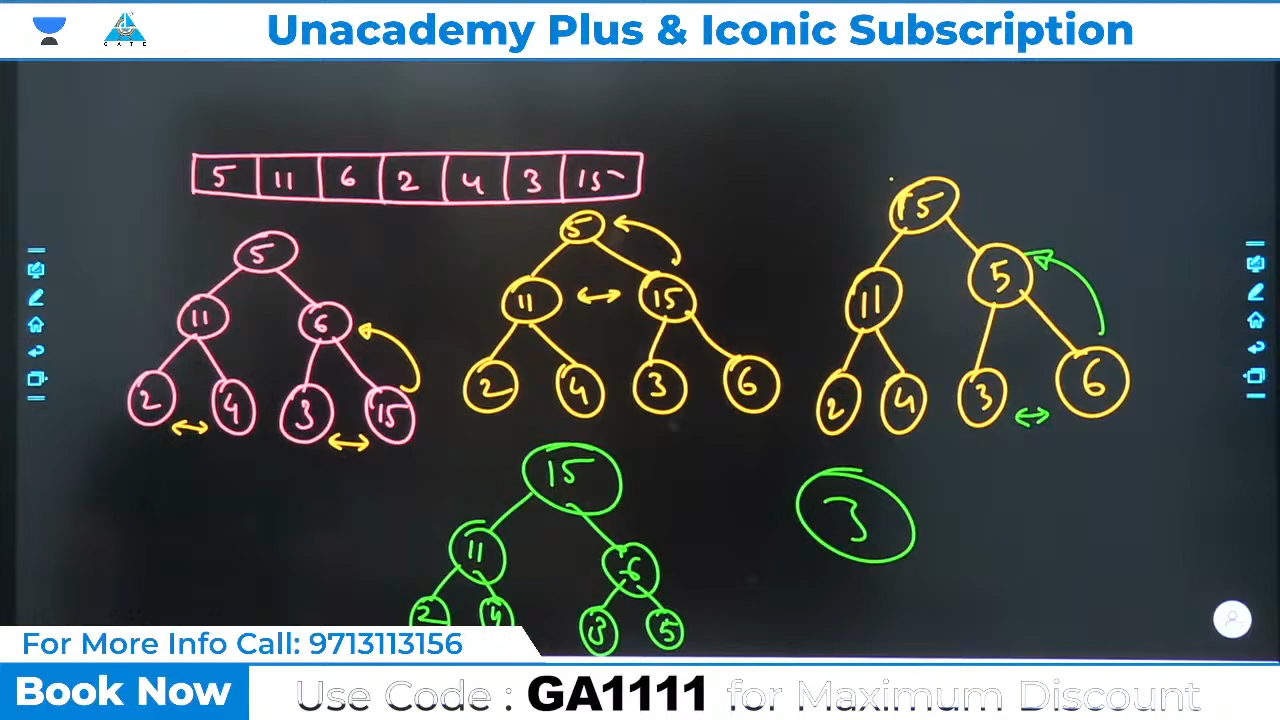 GATE
Unacademy Plus & Iconic Subscription
5 11 6 2 4 3 15
5
11 6
2 4 3 15
5
11 15
2 4 3 6
15
11 5
2 4 3 6
15
11 6
2 4 3 5
3
For More Info Call: 9713113156
Book Now
Use Code : GA1111 for Maximum Discount